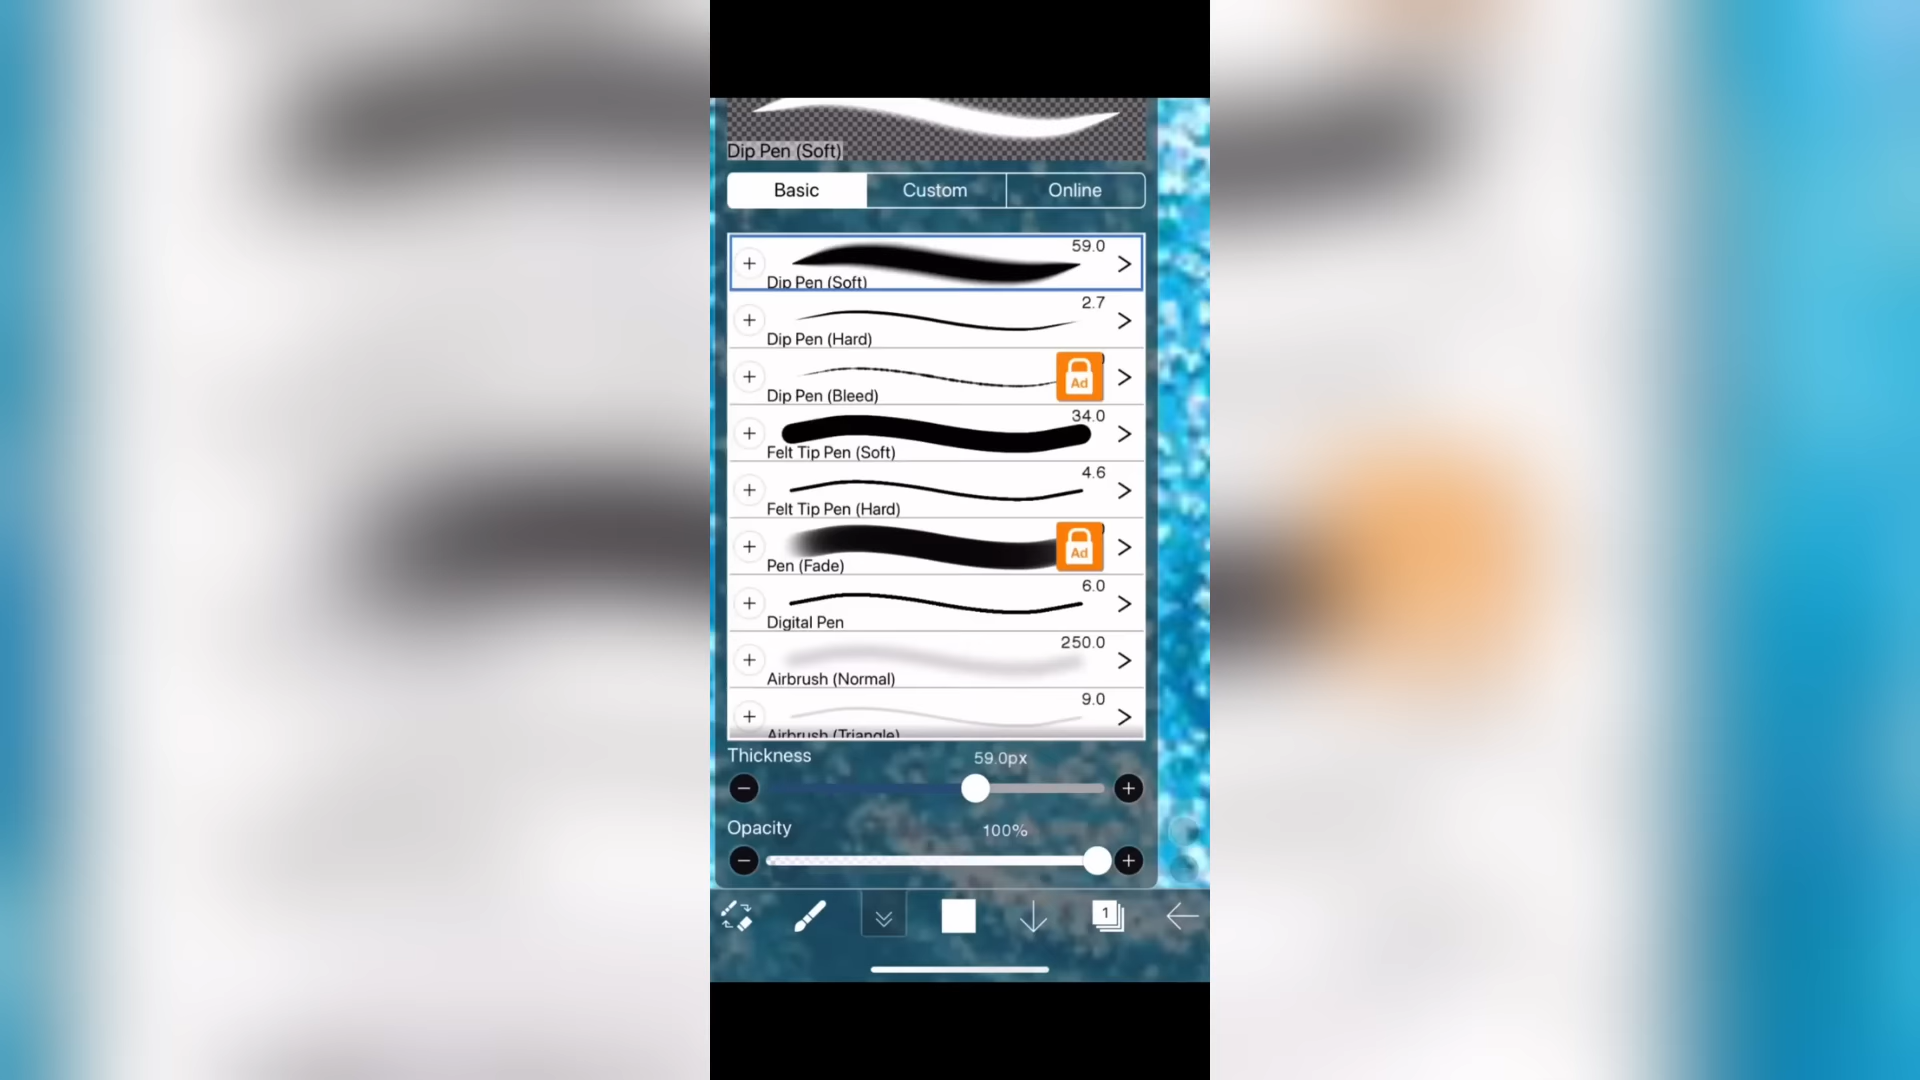 Dip Pen (Soft)
Basic
Custom
Online
59.0
Dip Pen (Soft)
2.7
Dip Pen (Hard)
Ad
Dip Pen (Bleed)
34.0
Felt Tip Pen (Soft)
4.6
Felt Tip Pen (Hard)
Ad
Pen (Fade)
6.0
Digital Pen
250.0
Airbrush (Normal)
9.0
Airbrush (Triangle)
Thickness
59.0px
Opacity
100%
1